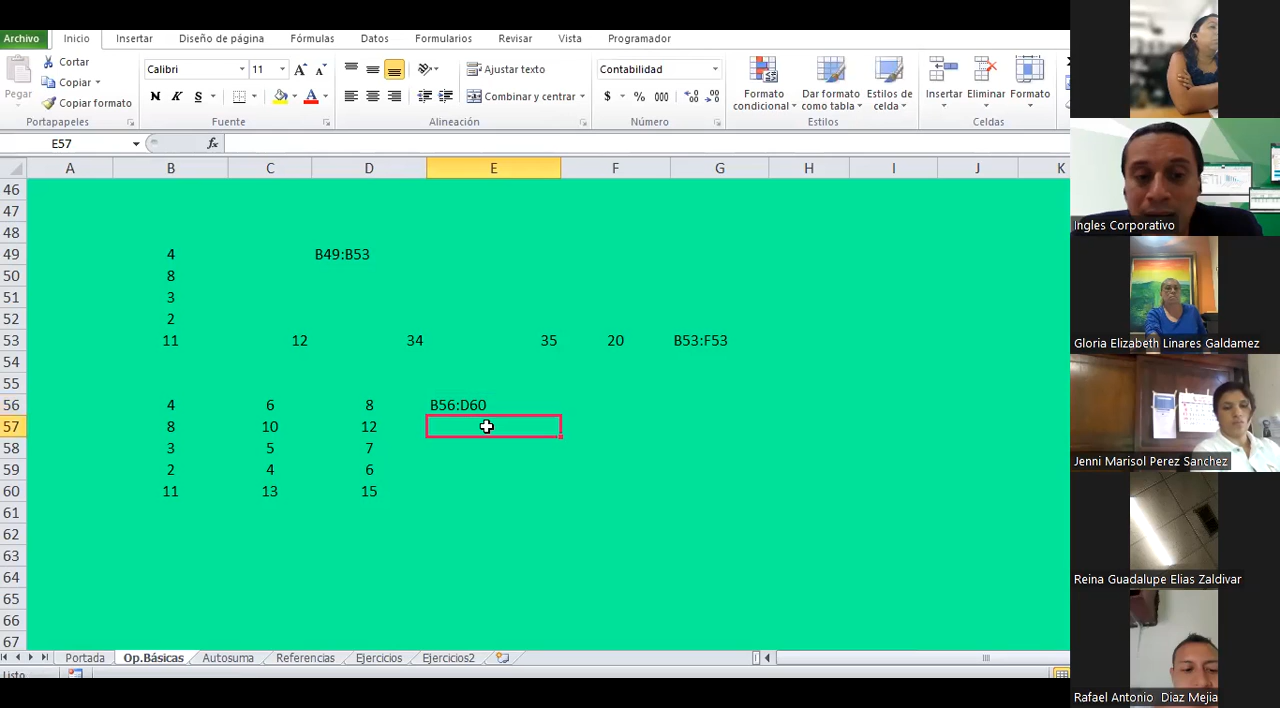 Archivo Inicio Insertar Diseño de página Fórmulas Datos Formularios Revisar Vista Programador
Pegar
Cortar
Copiar
Copiar formato
Calibri 11
N K S
Ajustar texto
Combinar y centrar
Contabilidad
$ % 000
Formato condicional
Dar formato como tabla
Estilos de celda
Insertar Eliminar Formato
Portapapeles Fuente Alineación Número Estilos Celdas
E57 fx
A B C D E F G H I J K
46
47
48
49 4 B49:B53
50 8
51 3
52 2
53 11 12 34 35 20 B53:F53
54
55
56 4 6 8 B56:D60
57 8 10 12
58 3 5 7
59 2 4 6
60 11 13 15
61
62
63
64
65
66
67
Portada Op.Básicas Autosuma Referencias Ejercicios Ejercicios2
Listo
Ingles Corporativo
Gloria Elizabeth Linares Galdamez
Jenni Marisol Perez Sanchez
Reina Guadalupe Elias Zaldivar
Rafael Antonio Diaz Mejia